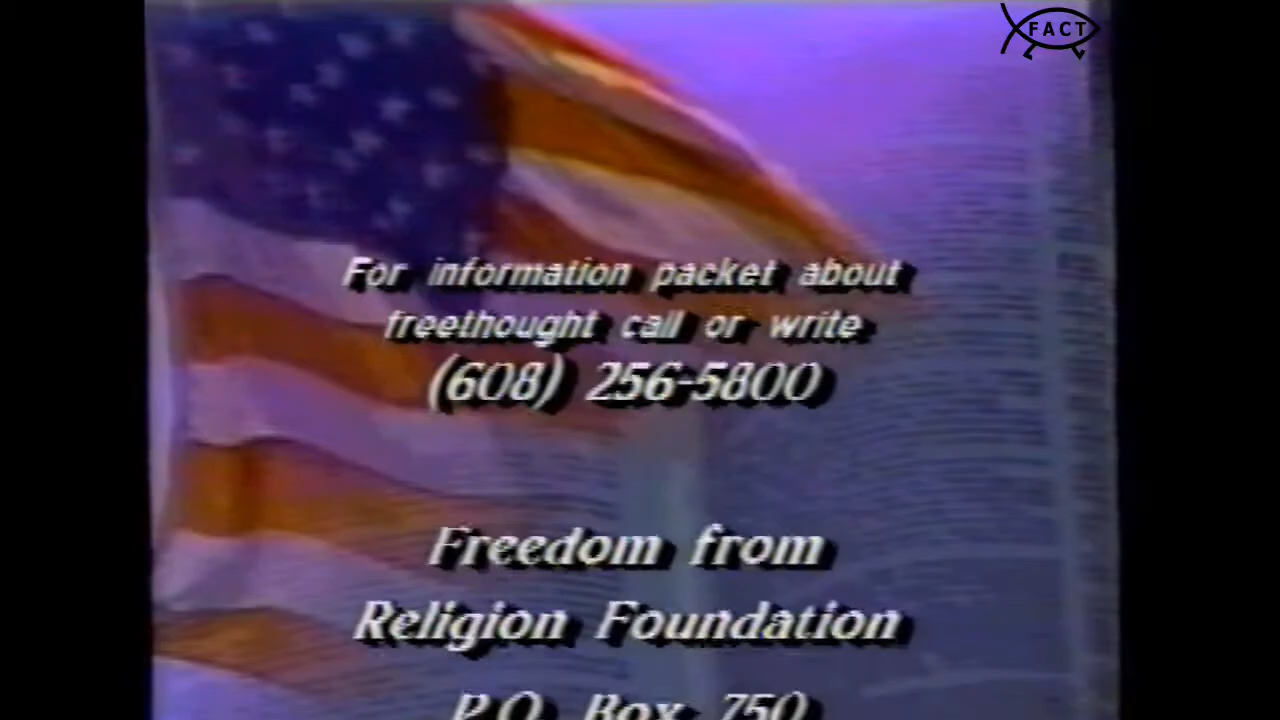 FACT
For information packet about
freethought call or write
(608) 256-5800
Freedom from
Religion Foundation
P.O. Box 750